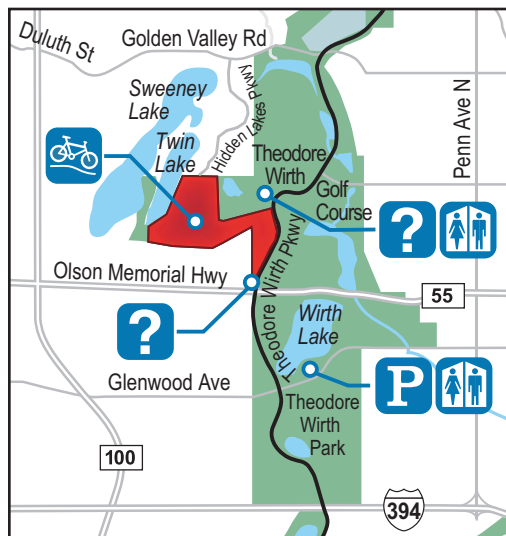 Duluth St
Golden Valley Rd
Sweeney
Lake
Twin
Lake
Hidden Lakes Pkwy
Penn Ave N
Theodore
Wirth
Golf
Course
?
Theodore Wirth Pkwy
Olson Memorial Hwy
55
?
Wirth
Lake
Glenwood Ave
P
Theodore
Wirth
Park
100
394